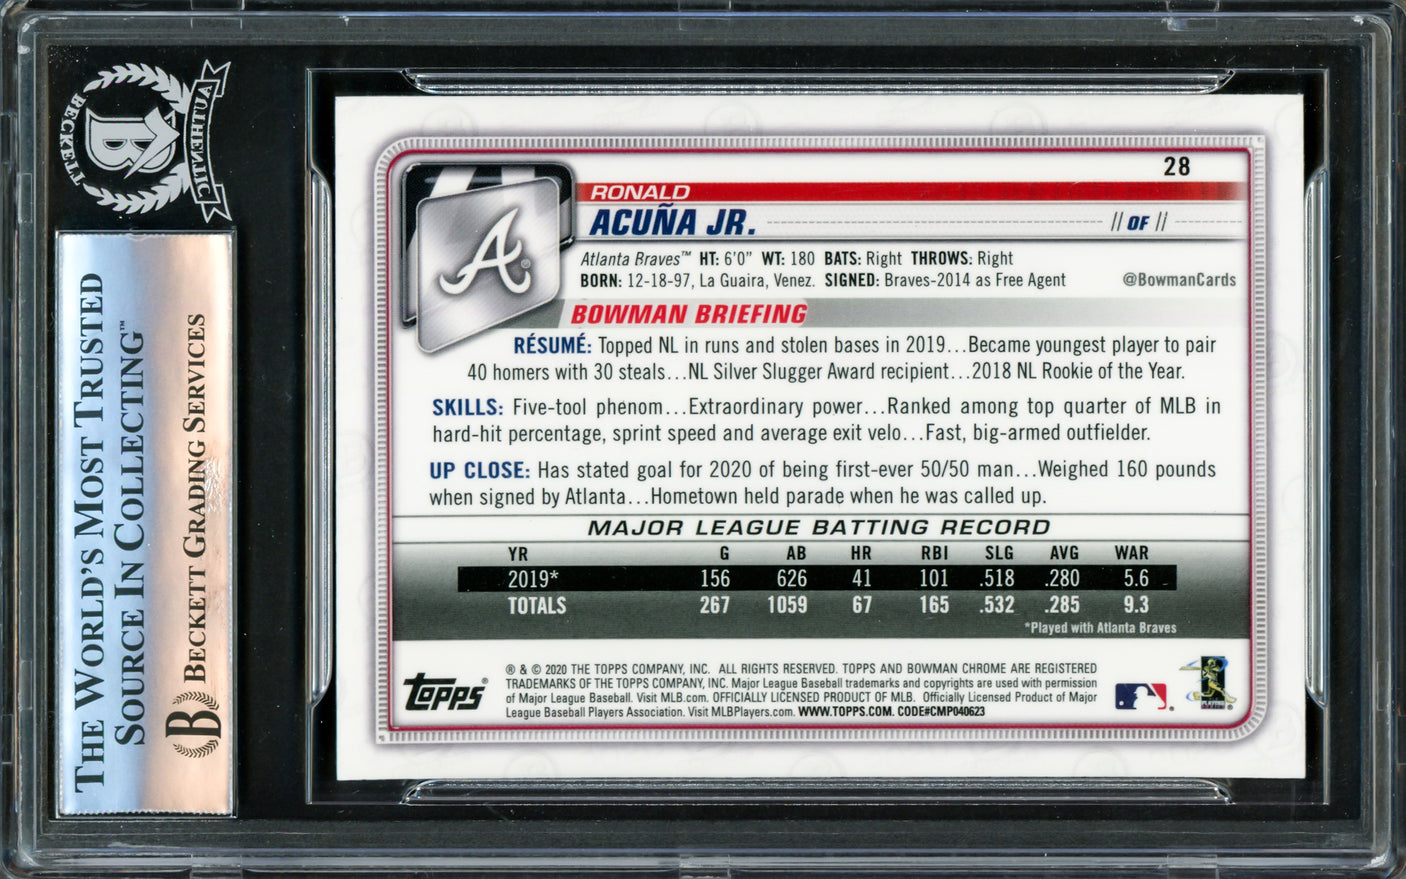 BECKETT
AUTHENTIC
B
THE WORLD'S MOST TRUSTED
SOURCE IN COLLECTING™
B BECKETT GRADING SERVICES
28
RONALD
ACUÑA JR.
// OF //
A®
Atlanta Braves™ HT: 6'0" WT: 180 BATS: Right THROWS: Right
BORN: 12-18-97, La Guaira, Venez. SIGNED: Braves-2014 as Free Agent
@BowmanCards
BOWMAN BRIEFING
RÉSUMÉ: Topped NL in runs and stolen bases in 2019...Became youngest player to pair
40 homers with 30 steals...NL Silver Slugger Award recipient...2018 NL Rookie of the Year.
SKILLS: Five-tool phenom...Extraordinary power...Ranked among top quarter of MLB in
hard-hit percentage, sprint speed and average exit velo...Fast, big-armed outfielder.
UP CLOSE: Has stated goal for 2020 of being first-ever 50/50 man...Weighed 160 pounds
when signed by Atlanta...Hometown held parade when he was called up.
MAJOR LEAGUE BATTING RECORD
YR G AB HR RBI SLG AVG WAR
2019* 156 626 41 101 .518 .280 5.6
TOTALS 267 1059 67 165 .532 .285 9.3
*Played with Atlanta Braves
topps®
® & © 2020 THE TOPPS COMPANY, INC. ALL RIGHTS RESERVED. TOPPS AND BOWMAN CHROME ARE REGISTERED
TRADEMARKS OF THE TOPPS COMPANY, INC. Major League Baseball trademarks and copyrights are used with permission
of Major League Baseball. Visit MLB.com. OFFICIALLY LICENSED PRODUCT OF MLB. Officially Licensed Product of Major
League Baseball Players Association. Visit MLBPlayers.com. WWW.TOPPS.COM. CODE#CMP040623